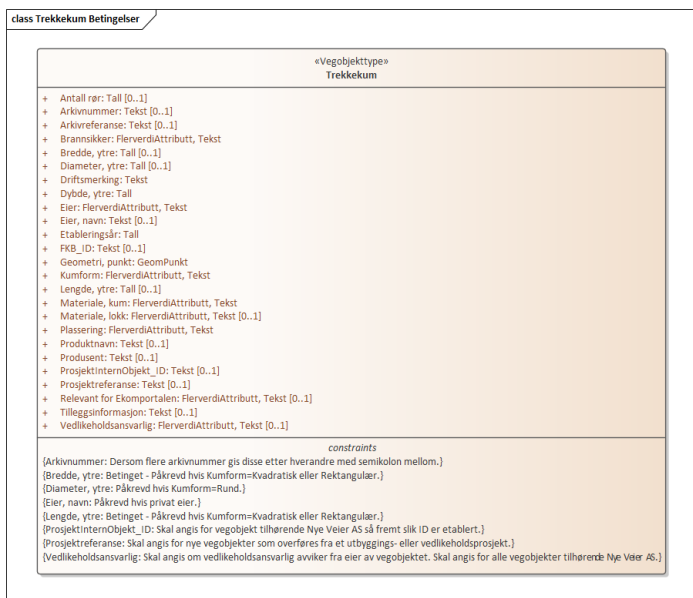 class Trekkekum Betingelser
«Vegobjekttype»
Trekkekum
+ Antall rør: Tall [0..1]
+ Arkivnummer: Tekst [0..1]
+ Arkivreferanse: Tekst [0..1]
+ Brannsikker: FlerverdiAttributt, Tekst
+ Bredde, ytre: Tall [0..1]
+ Diameter, ytre: Tall [0..1]
+ Driftsmerking: Tekst
+ Dybde, ytre: Tall
+ Eier: FlerverdiAttributt, Tekst
+ Eier, navn: Tekst [0..1]
+ Etableringsår: Tall
+ FKB_ID: Tekst [0..1]
+ Geometri, punkt: GeomPunkt
+ Kumform: FlerverdiAttributt, Tekst
+ Lengde, ytre: Tall [0..1]
+ Materiale, kum: FlerverdiAttributt, Tekst
+ Materiale, lokk: FlerverdiAttributt, Tekst [0..1]
+ Plassering: FlerverdiAttributt, Tekst
+ Produktnavn: Tekst [0..1]
+ Produsent: Tekst [0..1]
+ ProsjektInternObjekt_ID: Tekst [0..1]
+ Prosjektreferanse: Tekst [0..1]
+ Relevant for Ekomportalen: FlerverdiAttributt, Tekst [0..1]
+ Tilleggsinformasjon: Tekst [0..1]
+ Vedlikeholdsansvarlig: FlerverdiAttributt, Tekst [0..1]
constraints
{Arkivnummer: Dersom flere arkivnummer gis disse etter hverandre med semikolon mellom.}
{Bredde, ytre: Betinget - Påkrevd hvis Kumform=Kvadratisk eller Rektangulær.}
{Diameter, ytre: Påkrevd hvis Kumform=Rund.}
{Eier, navn: Påkrevd hvis privat eier.}
{Lengde, ytre: Betinget - Påkrevd hvis Kumform=Kvadratisk eller Rektangulær.}
{ProsjektInternObjekt_ID: Skal angis for vegobjekt tilhørende Nye Veier AS så fremt slik ID er etablert.}
{Prosjektreferanse: Skal angis for nye vegobjekter som overføres fra et utbyggings- eller vedlikeholdsprosjekt.}
{Vedlikeholdsansvarlig: Skal angis om vedlikeholdsansvarlig avviker fra eier av vegobjektet. Skal angis for alle vegobjekter tilhørende Nye Veier AS.}